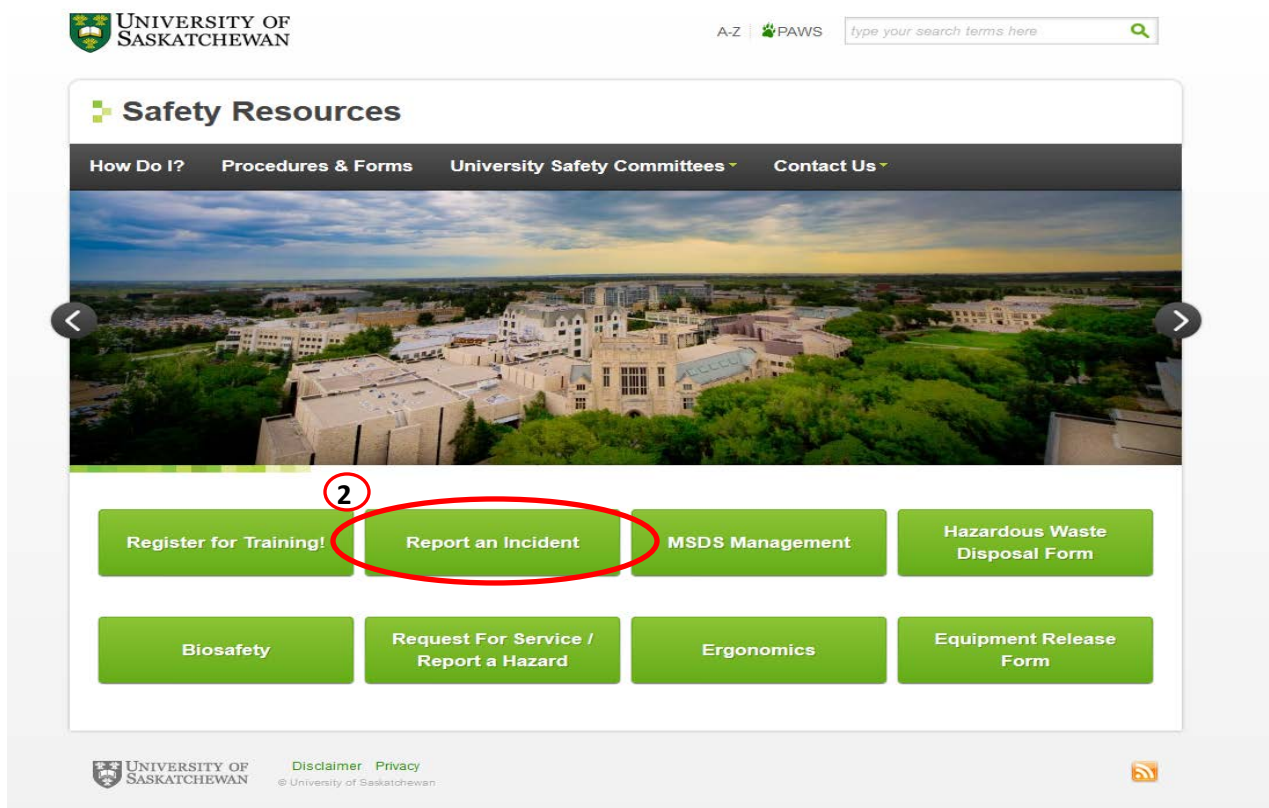 UNIVERSITY OF
SASKATCHEWAN
A-Z PAWS type your search terms here
Safety Resources
How Do I? Procedures & Forms University Safety Committees Contact Us
2
Register for Training! Report an Incident MSDS Management Hazardous Waste
Disposal Form
Biosafety Request For Service /
Report a Hazard Ergonomics Equipment Release
Form
UNIVERSITY OF
SASKATCHEWAN
Disclaimer Privacy
© University of Saskatchewan